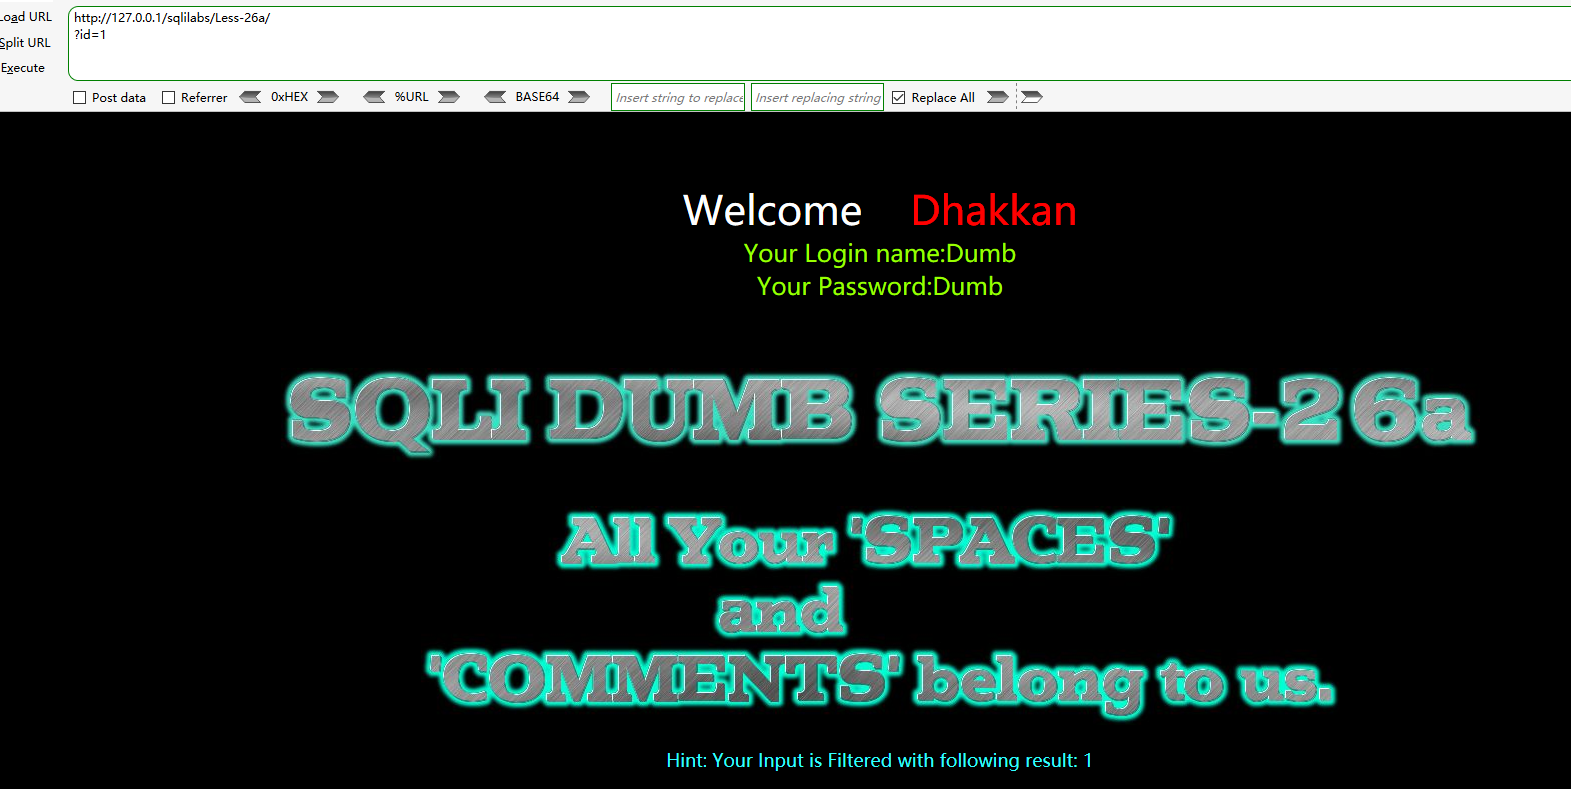 Load URL
http://127.0.0.1/sqlilabs/Less-26a/
Split URL
?id=1
Execute
Post data Referrer 0xHEX %URL BASE64 Insert string to replace Insert replacing string Replace All
Welcome Dhakkan
Your Login name:Dumb
Your Password:Dumb
SQLI DUMB SERIES-26a
All Your 'SPACES'
and
'COMMENTS' belong to us.
Hint: Your Input is Filtered with following result: 1